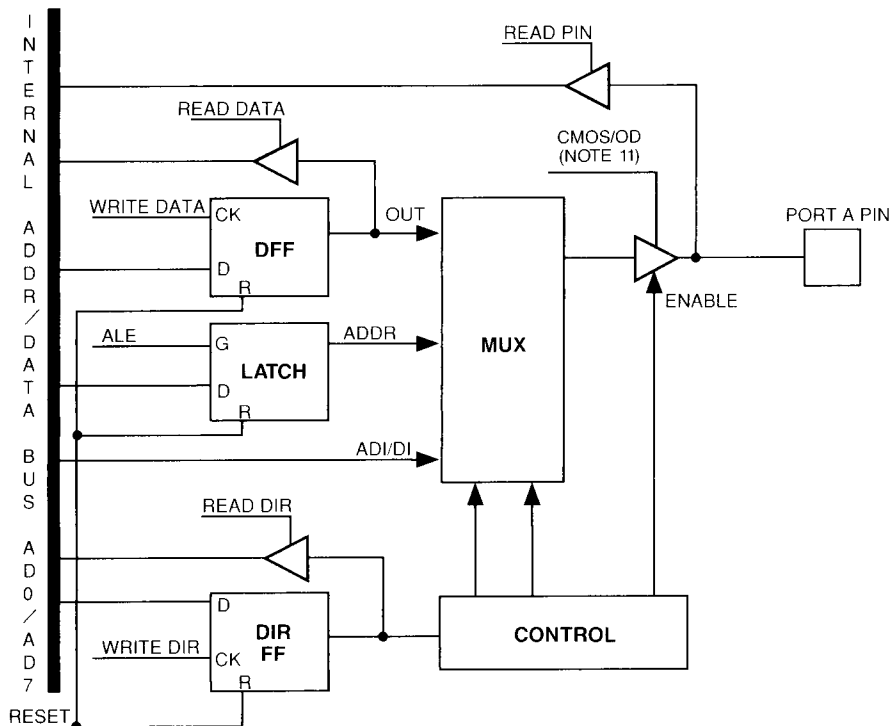 INTERNAL ADDR/DATA BUS AD0/AD7
READ PIN
READ DATA
CMOS/OD
(NOTE 11)
WRITE DATA
CK
DFF
D
R
OUT
PORT A PIN
ENABLE
ALE
G
LATCH
D
R
ADDR
MUX
ADI/DI
READ DIR
D
DIR
FF
WRITE DIR
CK
R
CONTROL
RESET